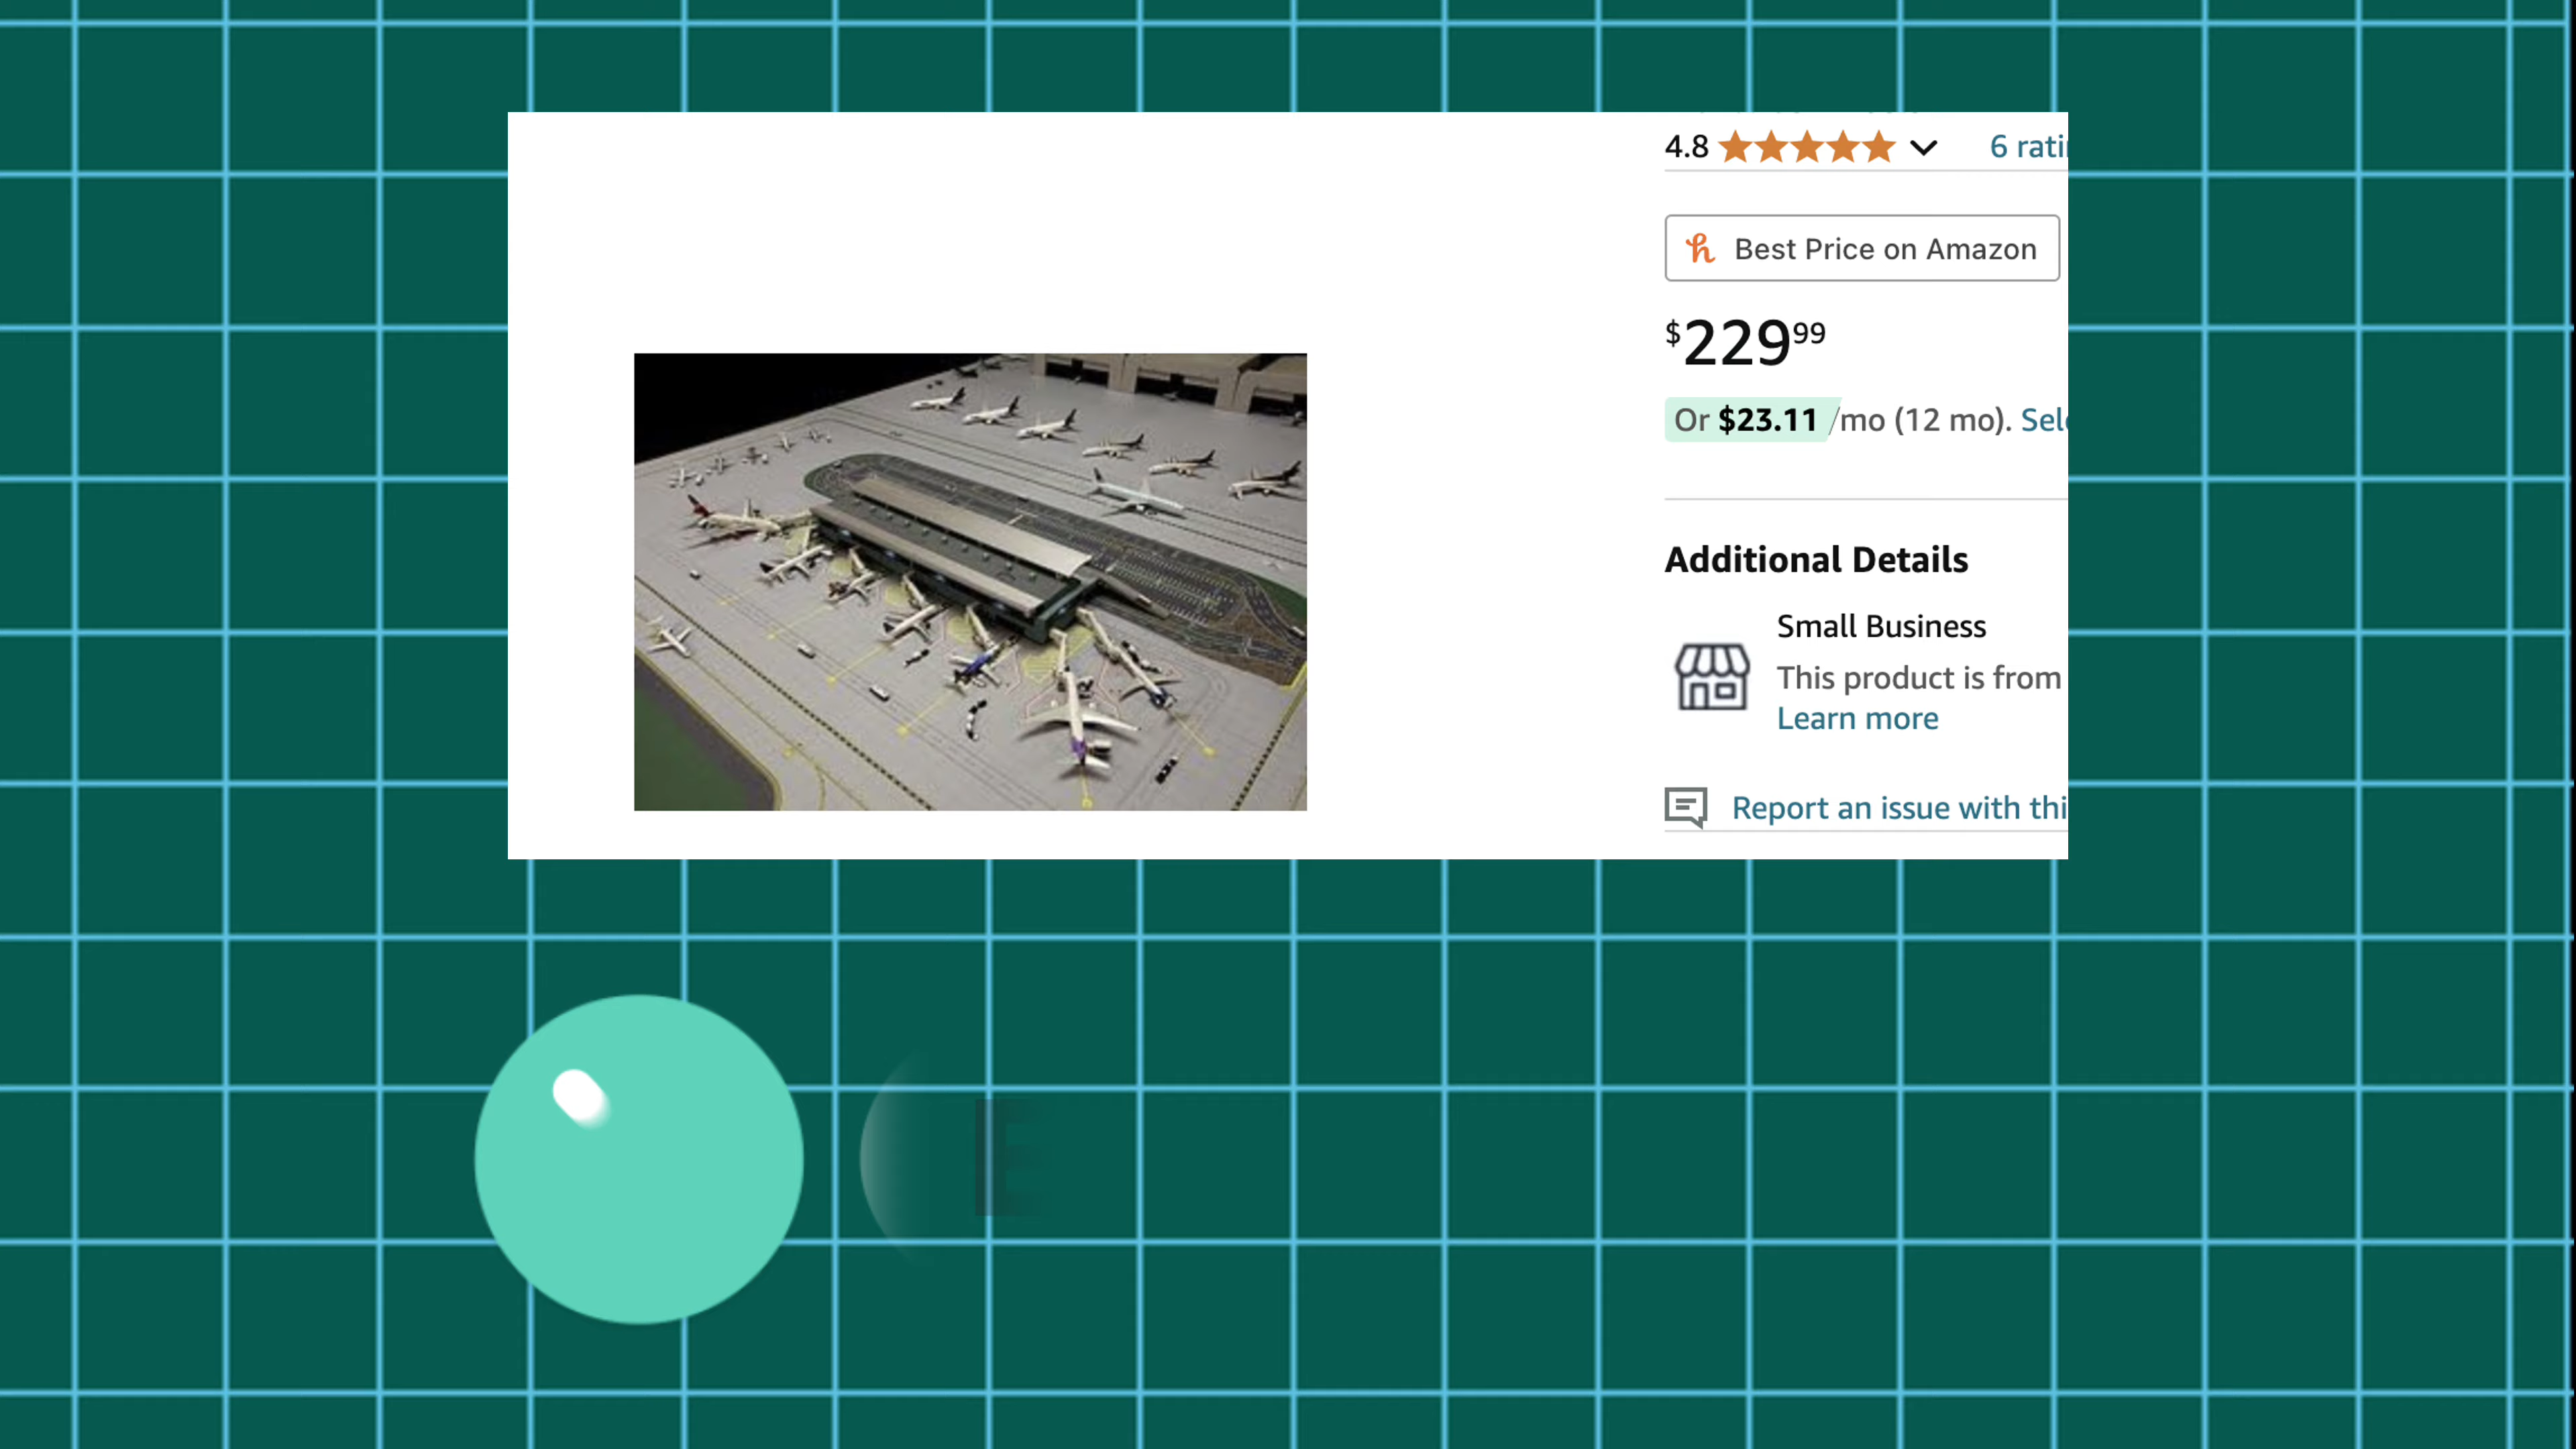 4.8
6 rati
Best Price on Amazon
$229.99
Or $23.11 /mo (12 mo). Sele
Additional Details
Small Business
This product is from
Learn more
Report an issue with thi
E